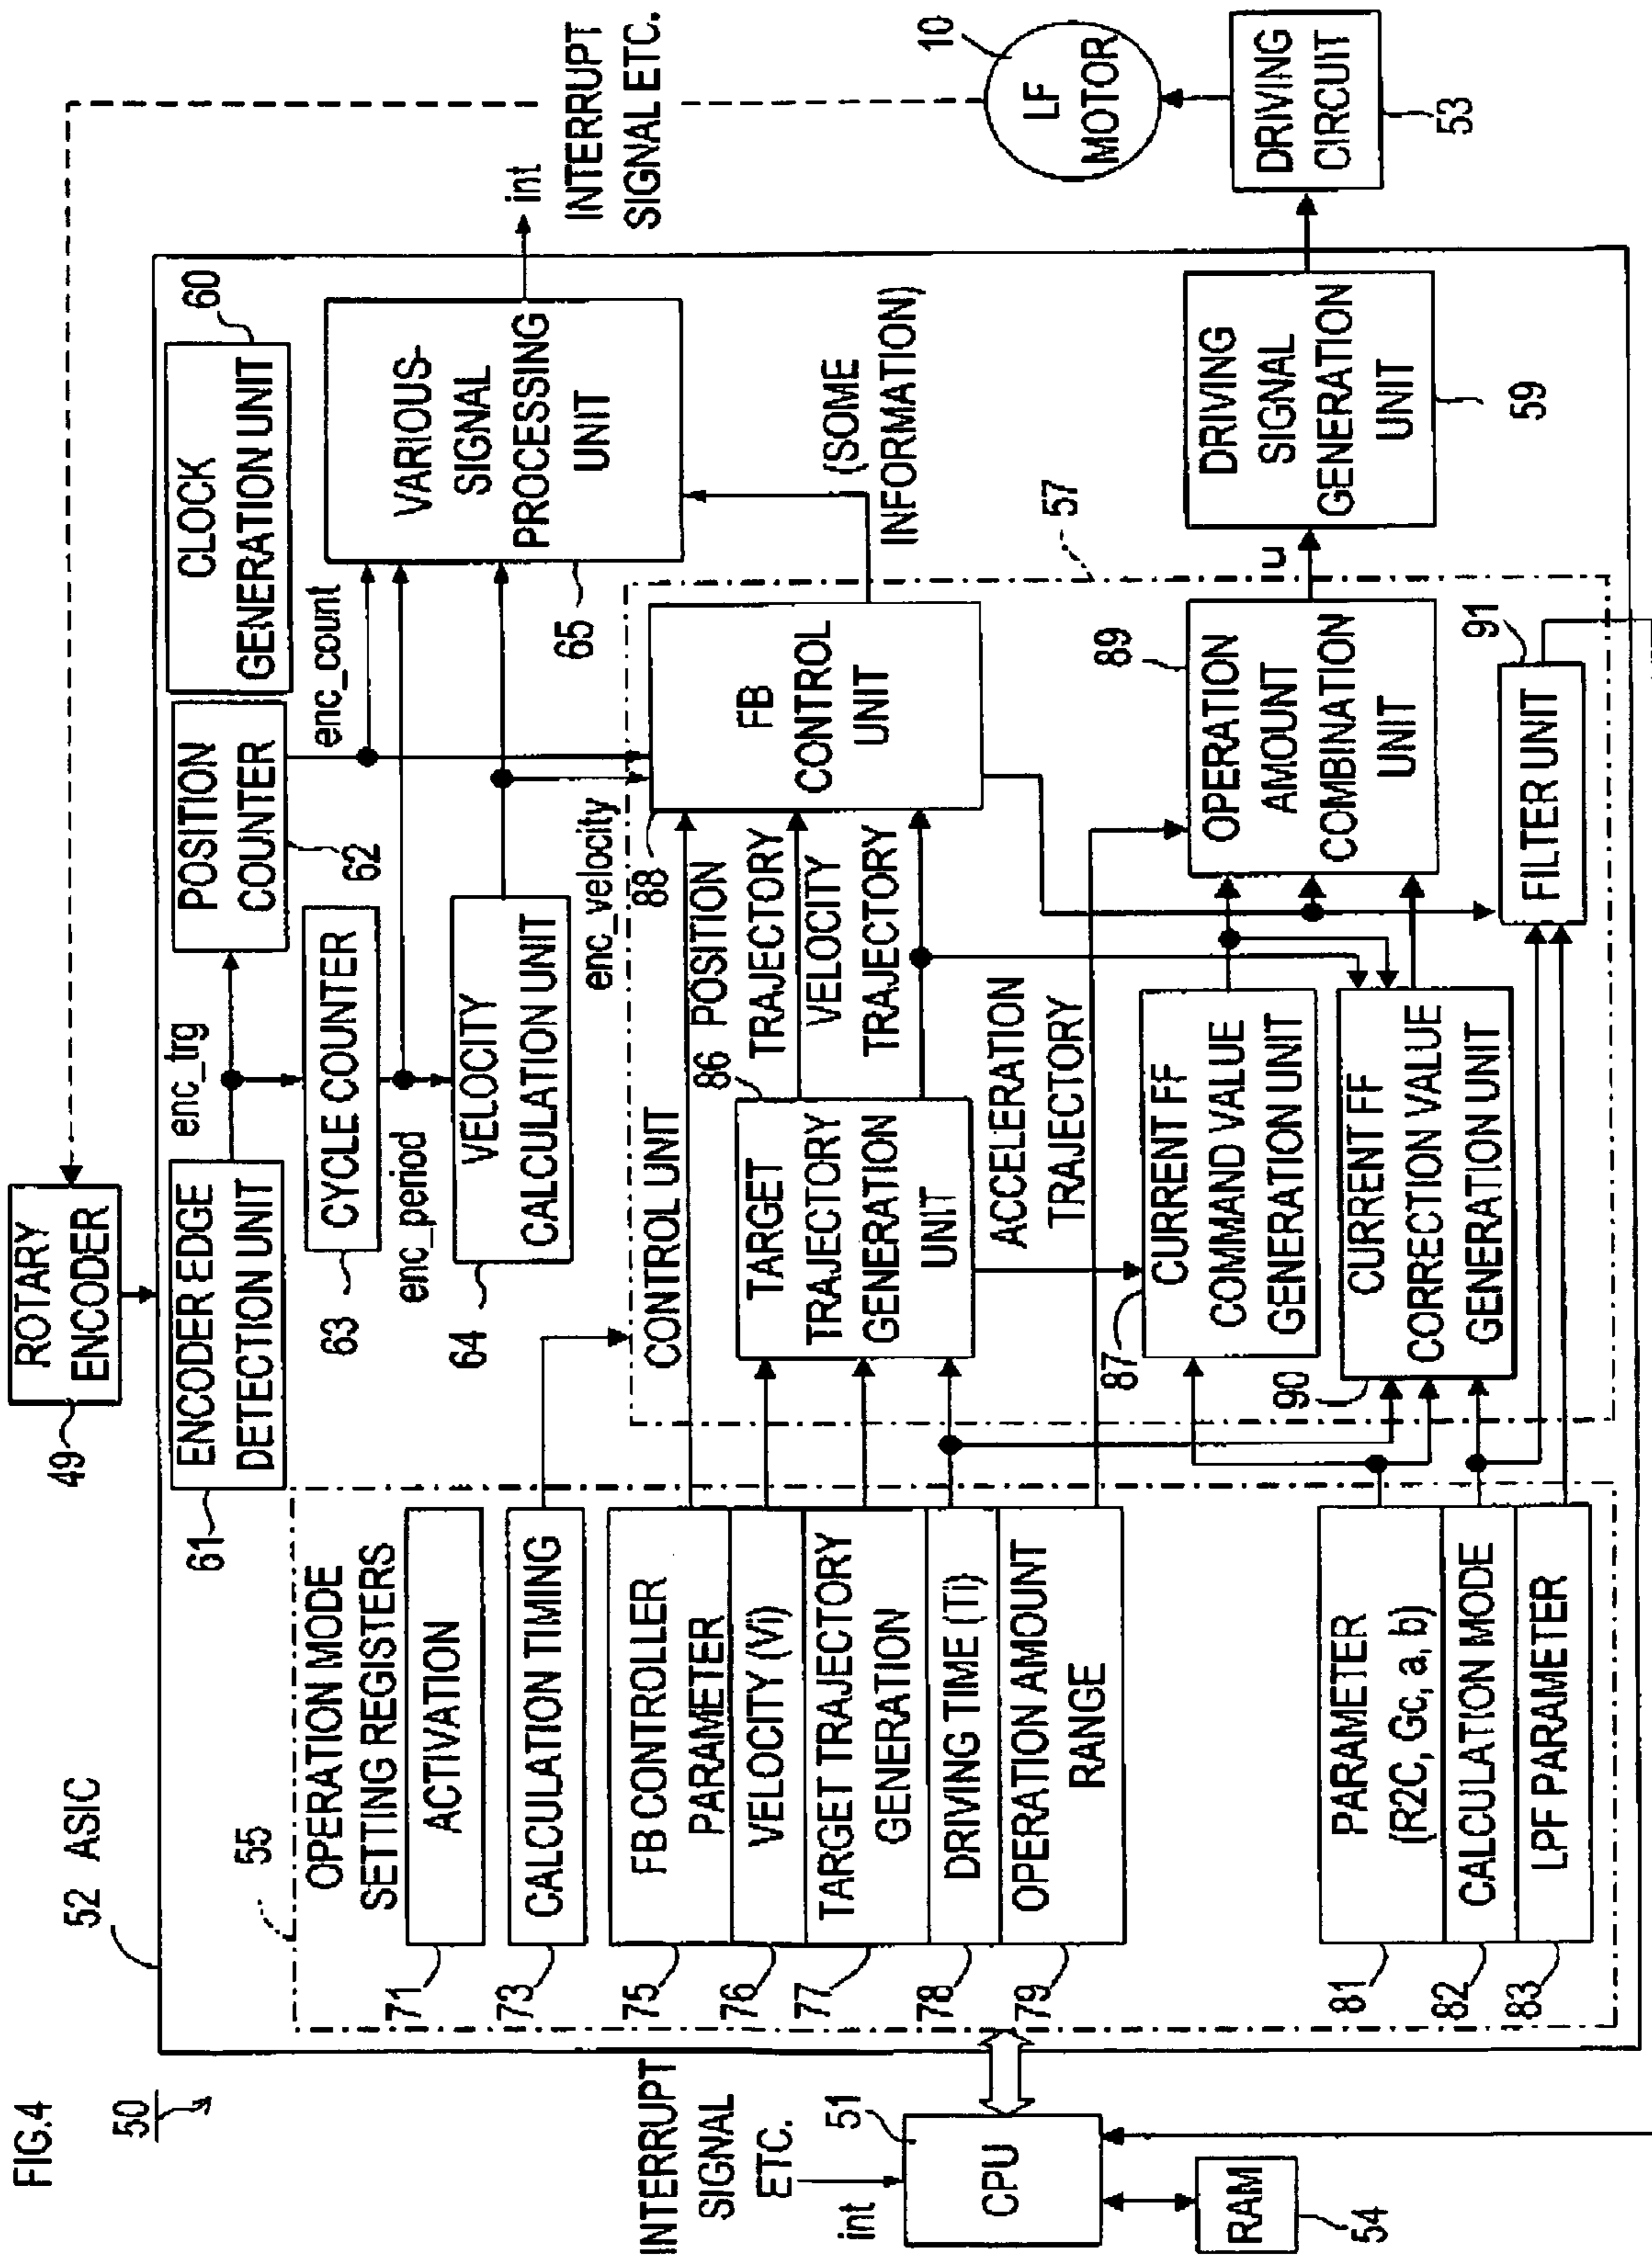 FIG.4
50
52 ASIC
49
ROTARY
ENCODER
61
ENCODER EDGE
DETECTION UNIT
enc_trg
POSITION
COUNTER
62
CLOCK
GENERATION UNIT
60
CYCLE COUNTER
63
enc_period
VELOCITY
CALCULATION UNIT
64
enc_count
enc_velocity
VARIOUS-
SIGNAL
PROCESSING
UNIT
65
int
INTERRUPT
SIGNAL ETC.
(SOME
INFORMATION)
55
OPERATION MODE
SETTING REGISTERS
ACTIVATION
71
CALCULATION TIMING
73
FB CONTROLLER
PARAMETER
75
VELOCITY (Vi)
76
TARGET TRAJECTORY
GENERATION
77
DRIVING TIME (Ti)
78
OPERATION AMOUNT
RANGE
79
PARAMETER
(R2C, Gc, a, b)
81
CALCULATION MODE
82
LPF PARAMETER
83
CONTROL UNIT
57
86
TARGET
TRAJECTORY
GENERATION
UNIT
POSITION
TRAJECTORY
VELOCITY
TRAJECTORY
ACCELERATION
TRAJECTORY
88
FB
CONTROL
UNIT
87
CURRENT FF
COMMAND VALUE
GENERATION UNIT
90
CURRENT FF
CORRECTION VALUE
GENERATION UNIT
89
OPERATION
AMOUNT
COMBINATION
UNIT
91
FILTER UNIT
u
DRIVING
SIGNAL
GENERATION
UNIT
59
10
LF
MOTOR
DRIVING
CIRCUIT
53
INTERRUPT
SIGNAL
ETC.
int
51
CPU
RAM
54